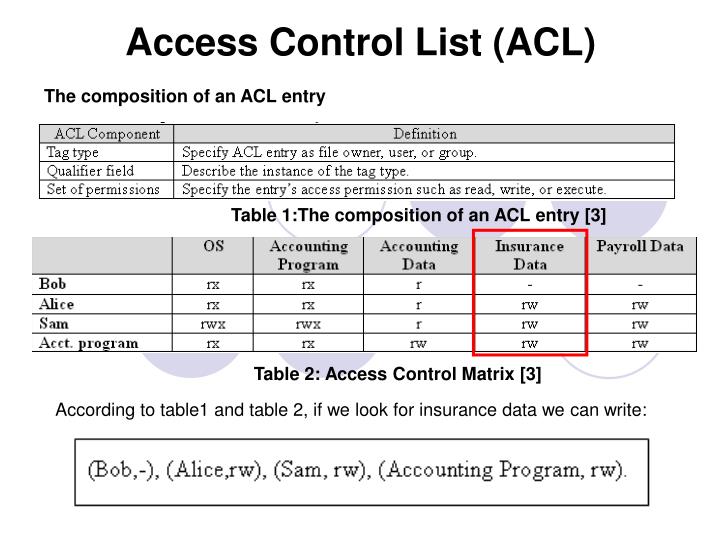 Access Control List (ACL)
The composition of an ACL entry
ACL Component Definition
Tag type Specify ACL entry as file owner, user, or group.
Qualifier field Describe the instance of the tag type.
Set of permissions Specify the entry's access permission such as read, write, or execute.
Table 1:The composition of an ACL entry [3]
OS Accounting Program Accounting Data Insurance Data Payroll Data
Bob rx rx r - -
Alice rx rx r rw rw
Sam rwx rwx r rw rw
Acct. program rx rx rw rw rw
Table 2: Access Control Matrix [3]
According to table1 and table 2, if we look for insurance data we can write:
(Bob,-), (Alice,rw), (Sam, rw), (Accounting Program, rw).